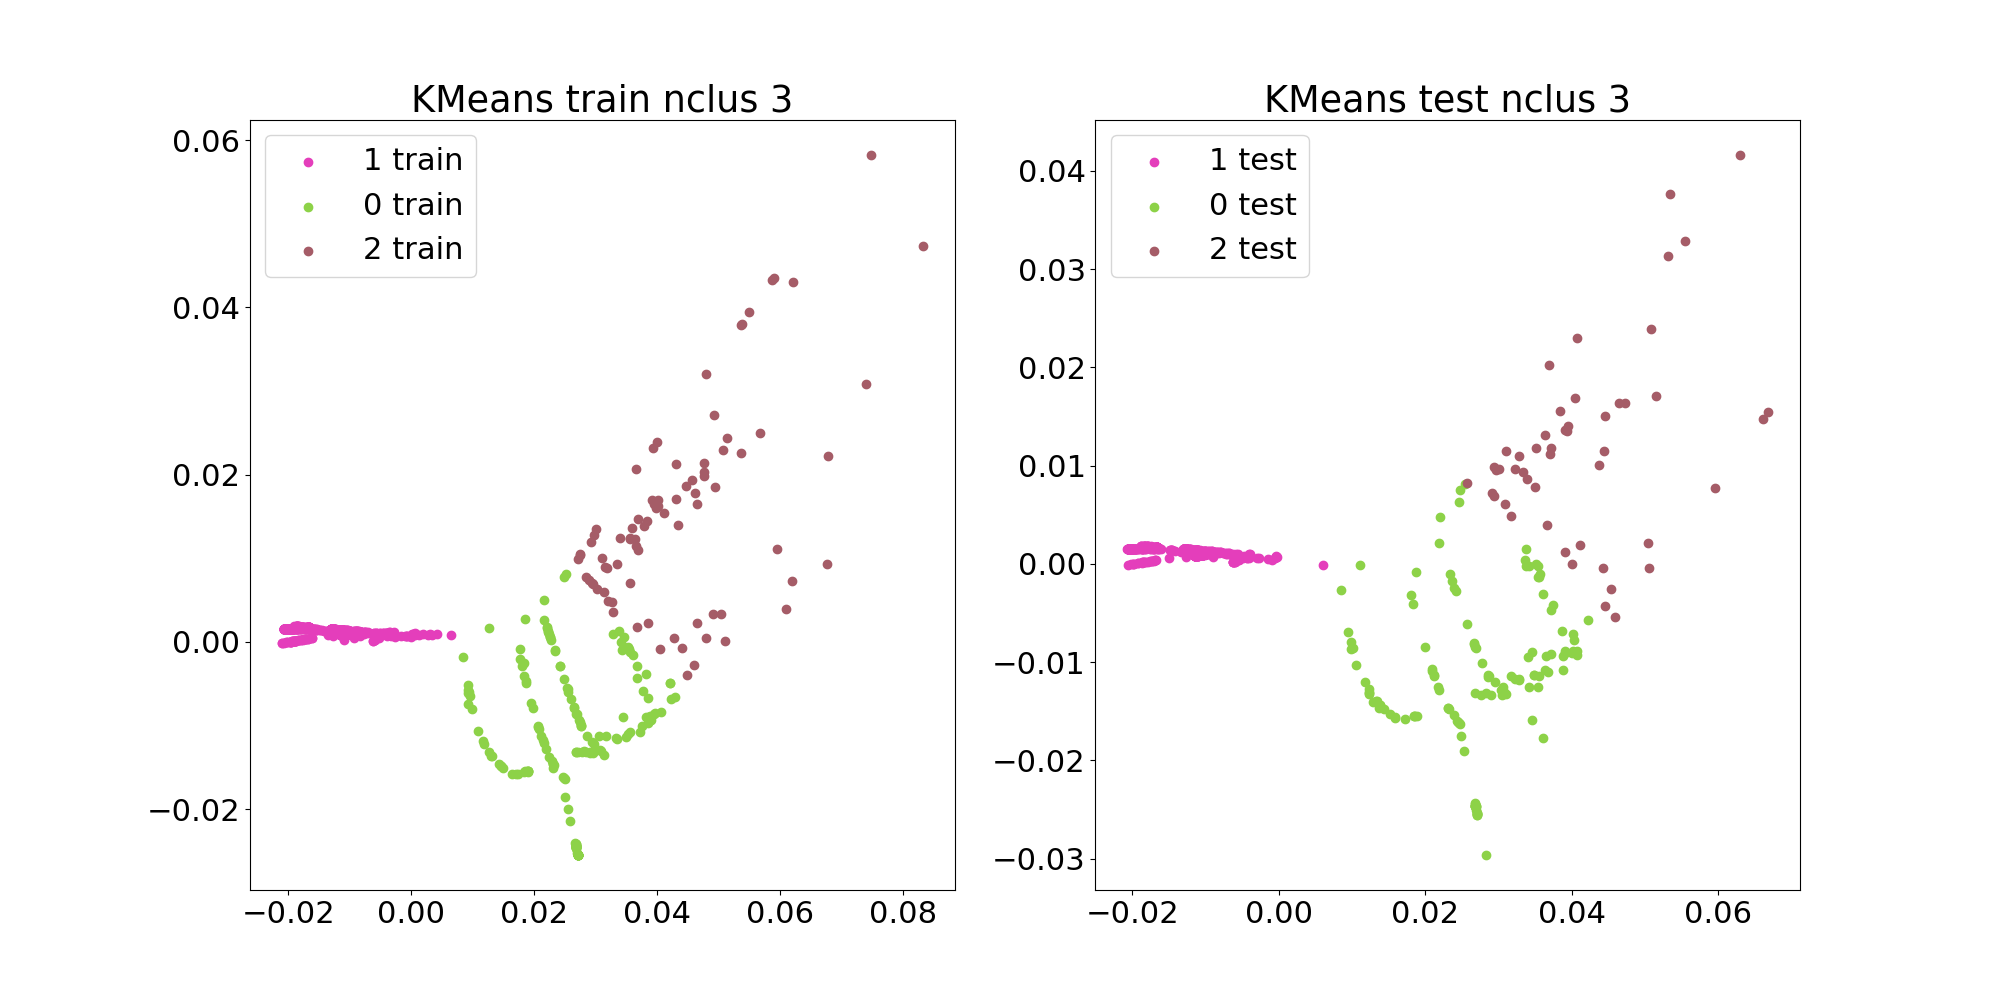 KMeans train nclus 3
1 train
0 train
2 train
0.06
0.04
0.02
0.00
−0.02
−0.02 0.00 0.02 0.04 0.06 0.08
KMeans test nclus 3
1 test
0 test
2 test
0.04
0.03
0.02
0.01
0.00
−0.01
−0.02
−0.03
−0.02 0.00 0.02 0.04 0.06